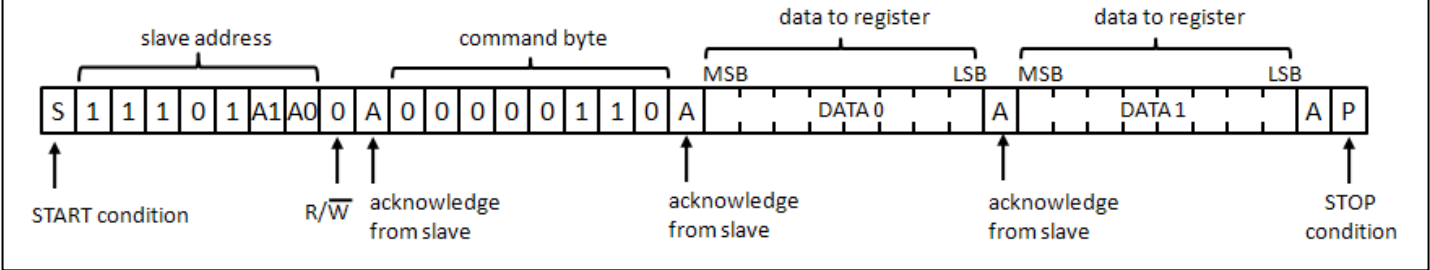 data to register data to register
slave address command byte
MSB LSB MSB LSB
S 1 1 1 0 1 A1 A0 0 A 0 0 0 0 0 1 1 0 A DATA 0 A DATA 1 A P
START condition R/W̅ acknowledge from slave acknowledge from slave acknowledge from slave STOP condition